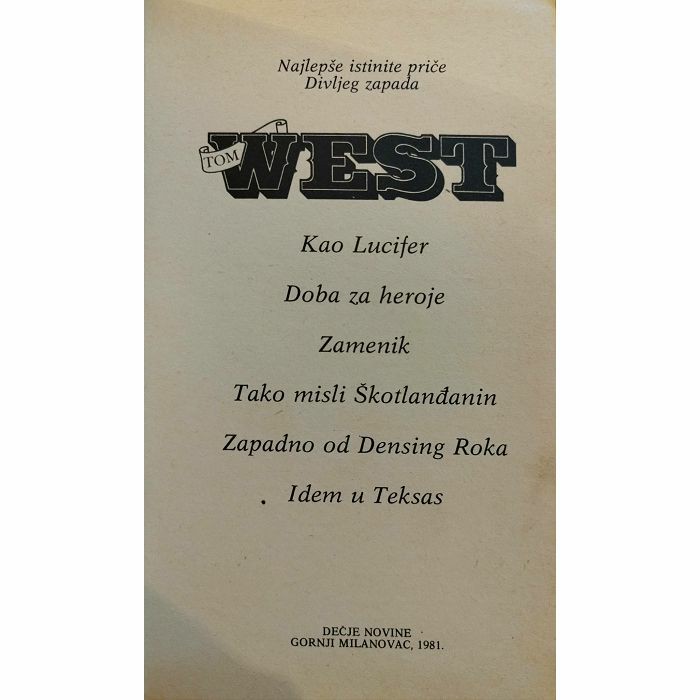 Najlepše istinite priče
Divljeg zapada
TOM
WEST
Kao Lucifer
Doba za heroje
Zamenik
Tako misli Škotlanđanin
Zapadno od Densing Roka
Idem u Teksas
DEČJE NOVINE
GORNJI MILANOVAC, 1981.